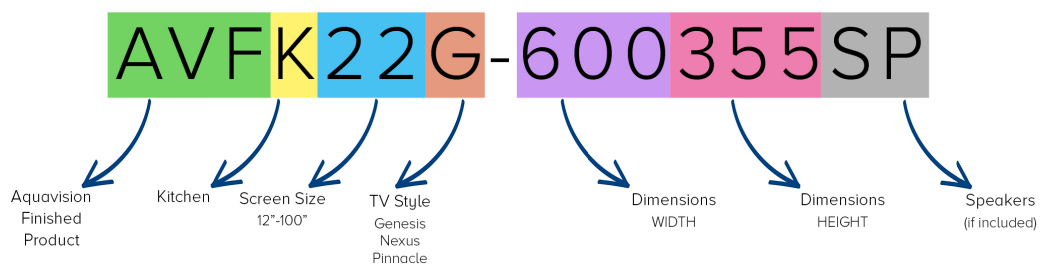 AVFK22G-600355SP
Aquavision
Finished
Product
Kitchen
Screen Size
12”-100”
TV Style
Genesis
Nexus
Pinnacle
Dimensions
WIDTH
Dimensions
HEIGHT
Speakers
(if included)